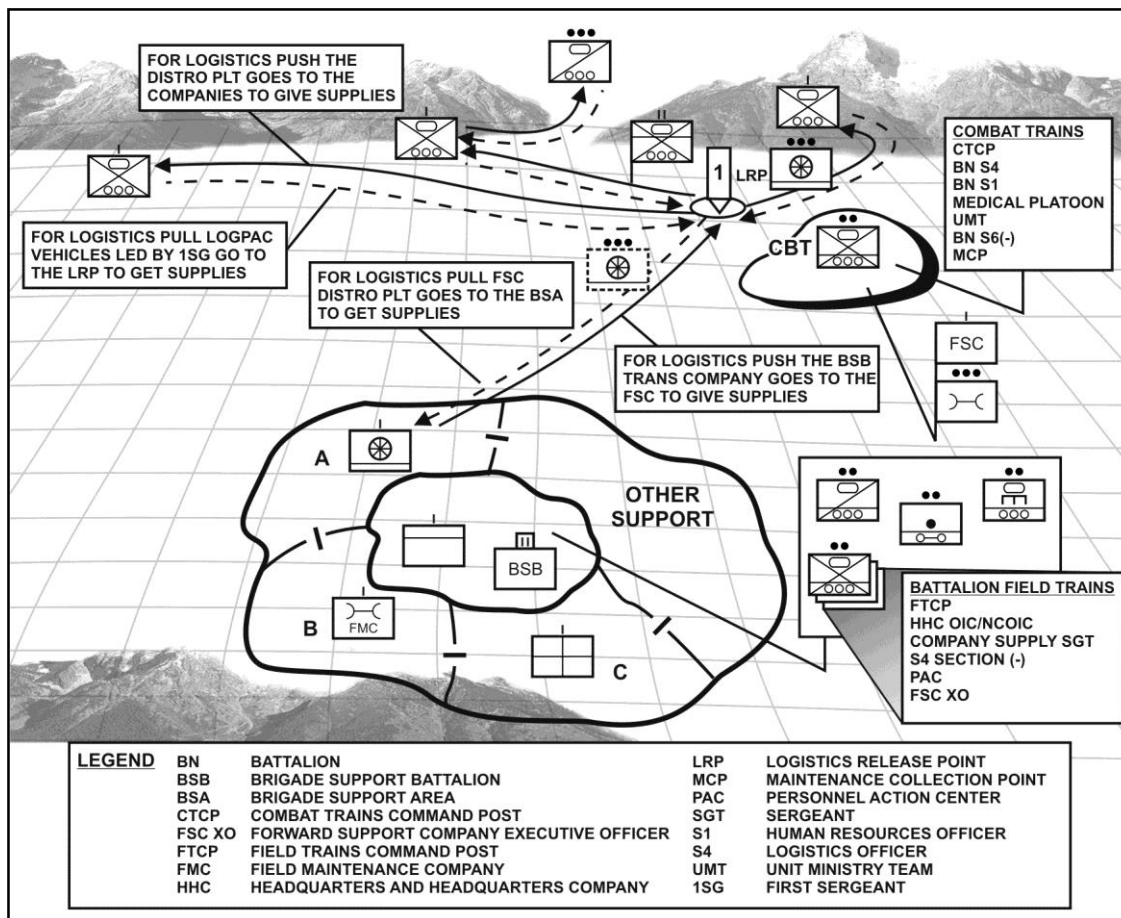 FOR LOGISTICS PUSH THE
DISTRO PLT GOES TO THE
COMPANIES TO GIVE SUPPLIES
FOR LOGISTICS PULL LOGPAC
VEHICLES LED BY 1SG GO TO
THE LRP TO GET SUPPLIES
1
LRP
COMBAT TRAINS
CTCP
BN S4
BN S1
MEDICAL PLATOON
UMT
BN S6(-)
MCP
CBT
FOR LOGISTICS PULL FSC
DISTRO PLT GOES TO THE BSA
TO GET SUPPLIES
FOR LOGISTICS PUSH THE BSB
TRANS COMPANY GOES TO THE
FSC TO GIVE SUPPLIES
FSC
A
OTHER
SUPPORT
BSB
B
FMC
C
BATTALION FIELD TRAINS
FTCP
HHC OIC/NCOIC
COMPANY SUPPLY SGT
S4 SECTION (-)
PAC
FSC XO
LEGEND
BN BATTALION
BSB BRIGADE SUPPORT BATTALION
BSA BRIGADE SUPPORT AREA
CTCP COMBAT TRAINS COMMAND POST
FSC XO FORWARD SUPPORT COMPANY EXECUTIVE OFFICER
FTCP FIELD TRAINS COMMAND POST
FMC FIELD MAINTENANCE COMPANY
HHC HEADQUARTERS AND HEADQUARTERS COMPANY
LRP LOGISTICS RELEASE POINT
MCP MAINTENANCE COLLECTION POINT
PAC PERSONNEL ACTION CENTER
SGT SERGEANT
S1 HUMAN RESOURCES OFFICER
S4 LOGISTICS OFFICER
UMT UNIT MINISTRY TEAM
1SG FIRST SERGEANT